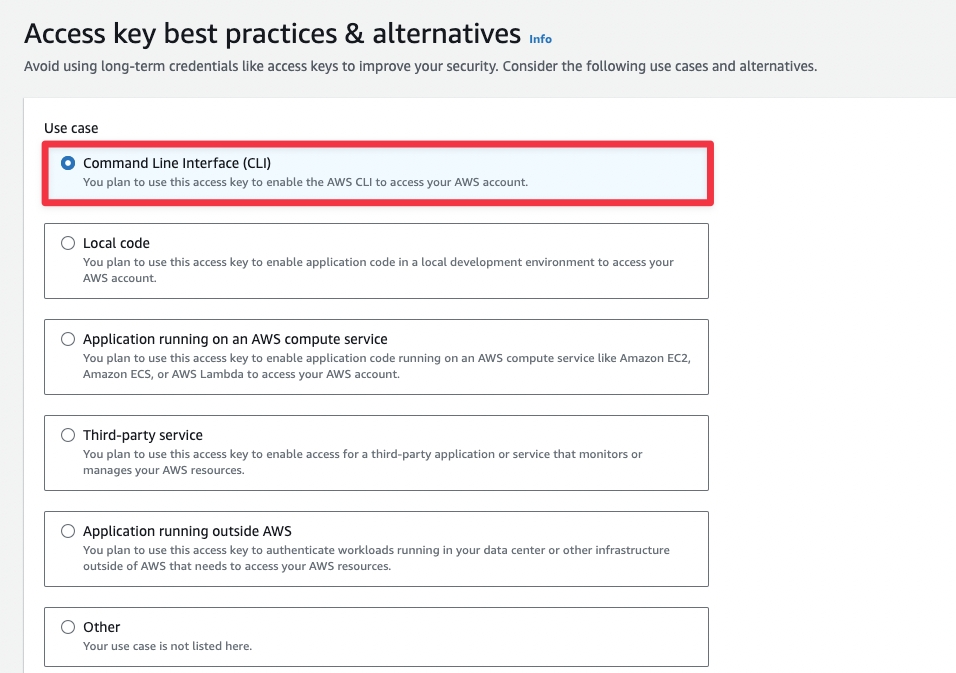 Access key best practices & alternatives Info
Avoid using long-term credentials like access keys to improve your security. Consider the following use cases and alternatives.
Use case
Command Line Interface (CLI)
You plan to use this access key to enable the AWS CLI to access your AWS account.
Local code
You plan to use this access key to enable application code in a local development environment to access your
AWS account.
Application running on an AWS compute service
You plan to use this access key to enable application code running on an AWS compute service like Amazon EC2,
Amazon ECS, or AWS Lambda to access your AWS account.
Third-party service
You plan to use this access key to enable access for a third-party application or service that monitors or
manages your AWS resources.
Application running outside AWS
You plan to use this access key to authenticate workloads running in your data center or other infrastructure
outside of AWS that needs to access your AWS resources.
Other
Your use case is not listed here.